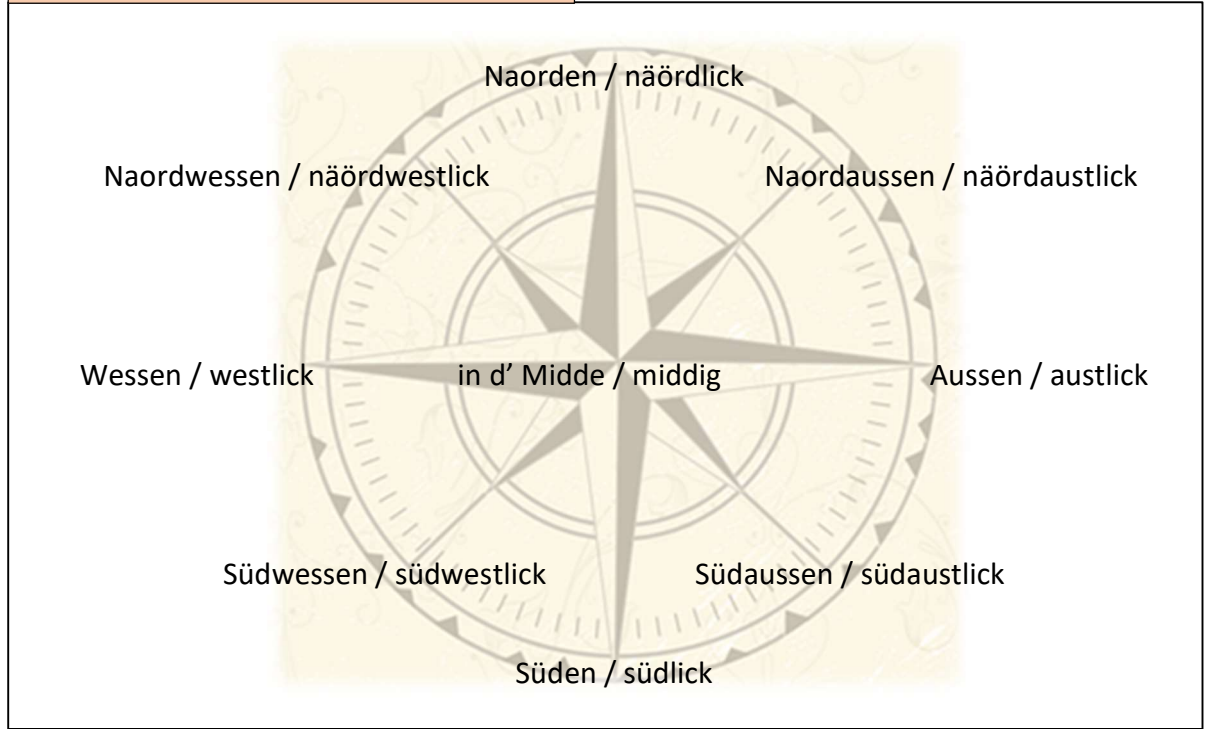 Naorden / näördlick
Naordwessen / näördwestlick
Naordaussen / näördaustlick
Wessen / westlick
in d' Midde / middig
Aussen / austlick
Südwessen / südwestlick
Südaussen / südaustlick
Süden / südlick